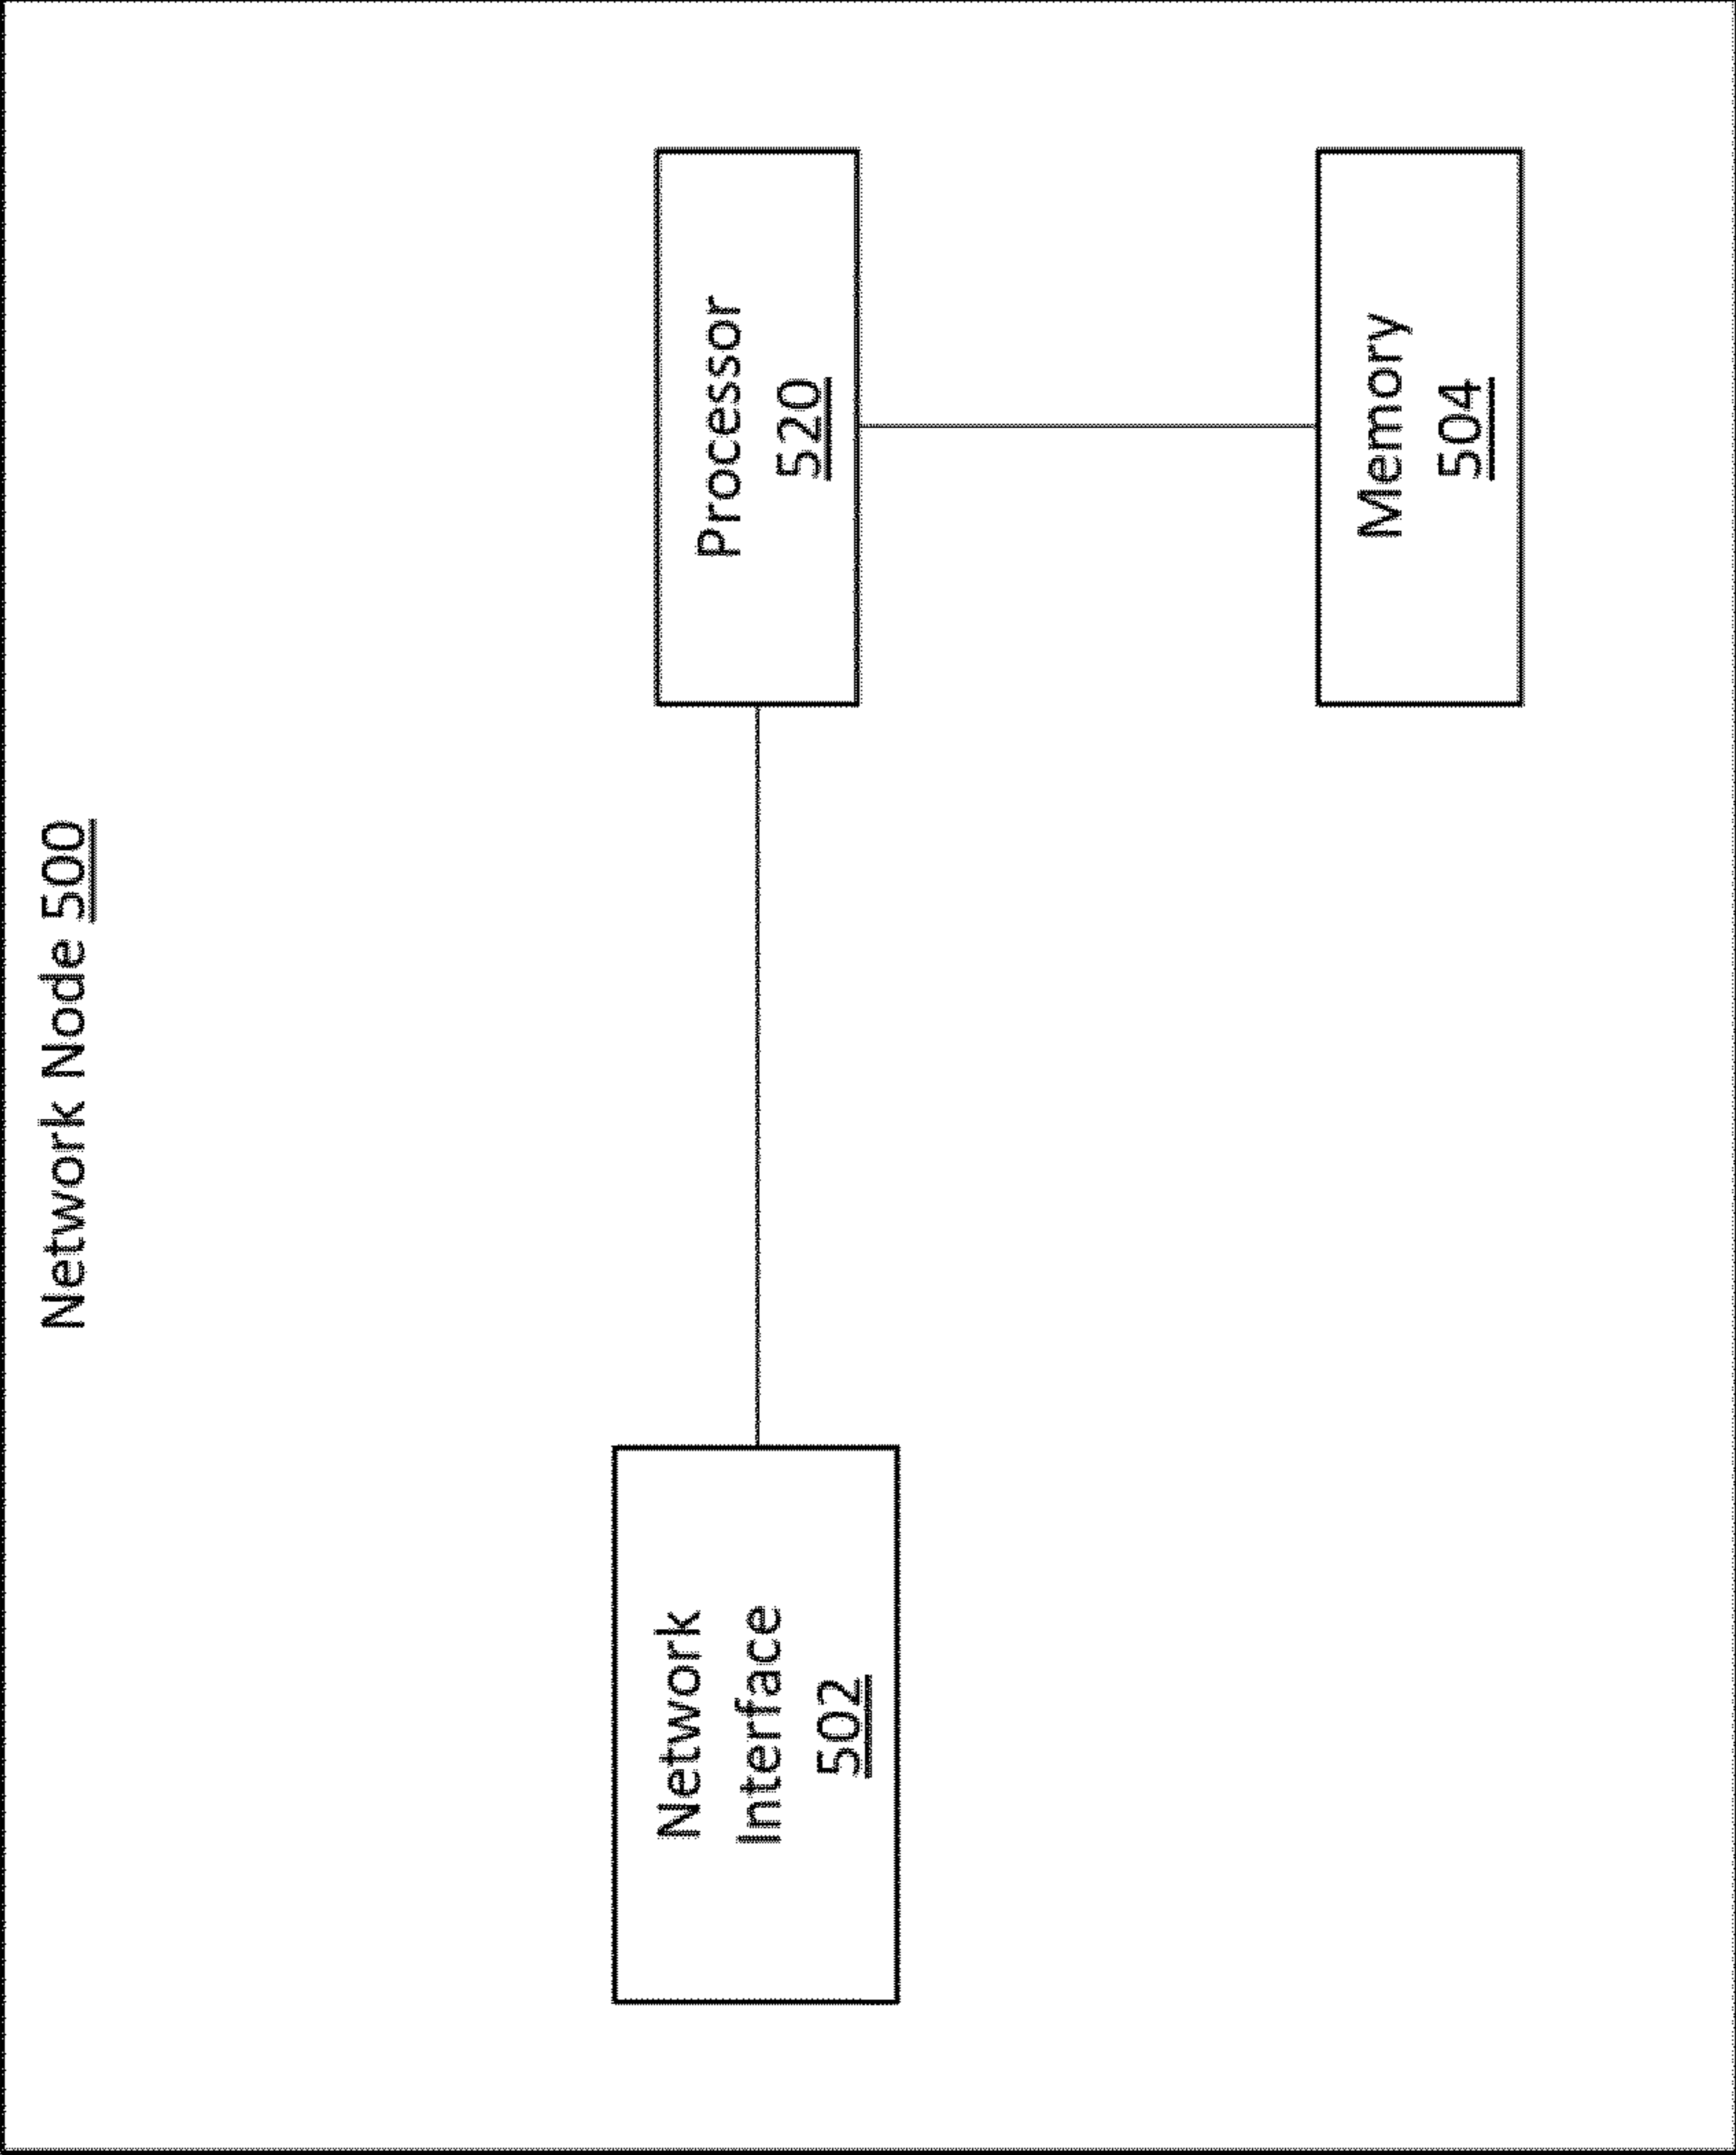 Network Node 500
Network
Interface
502
Processor
520
Memory
504